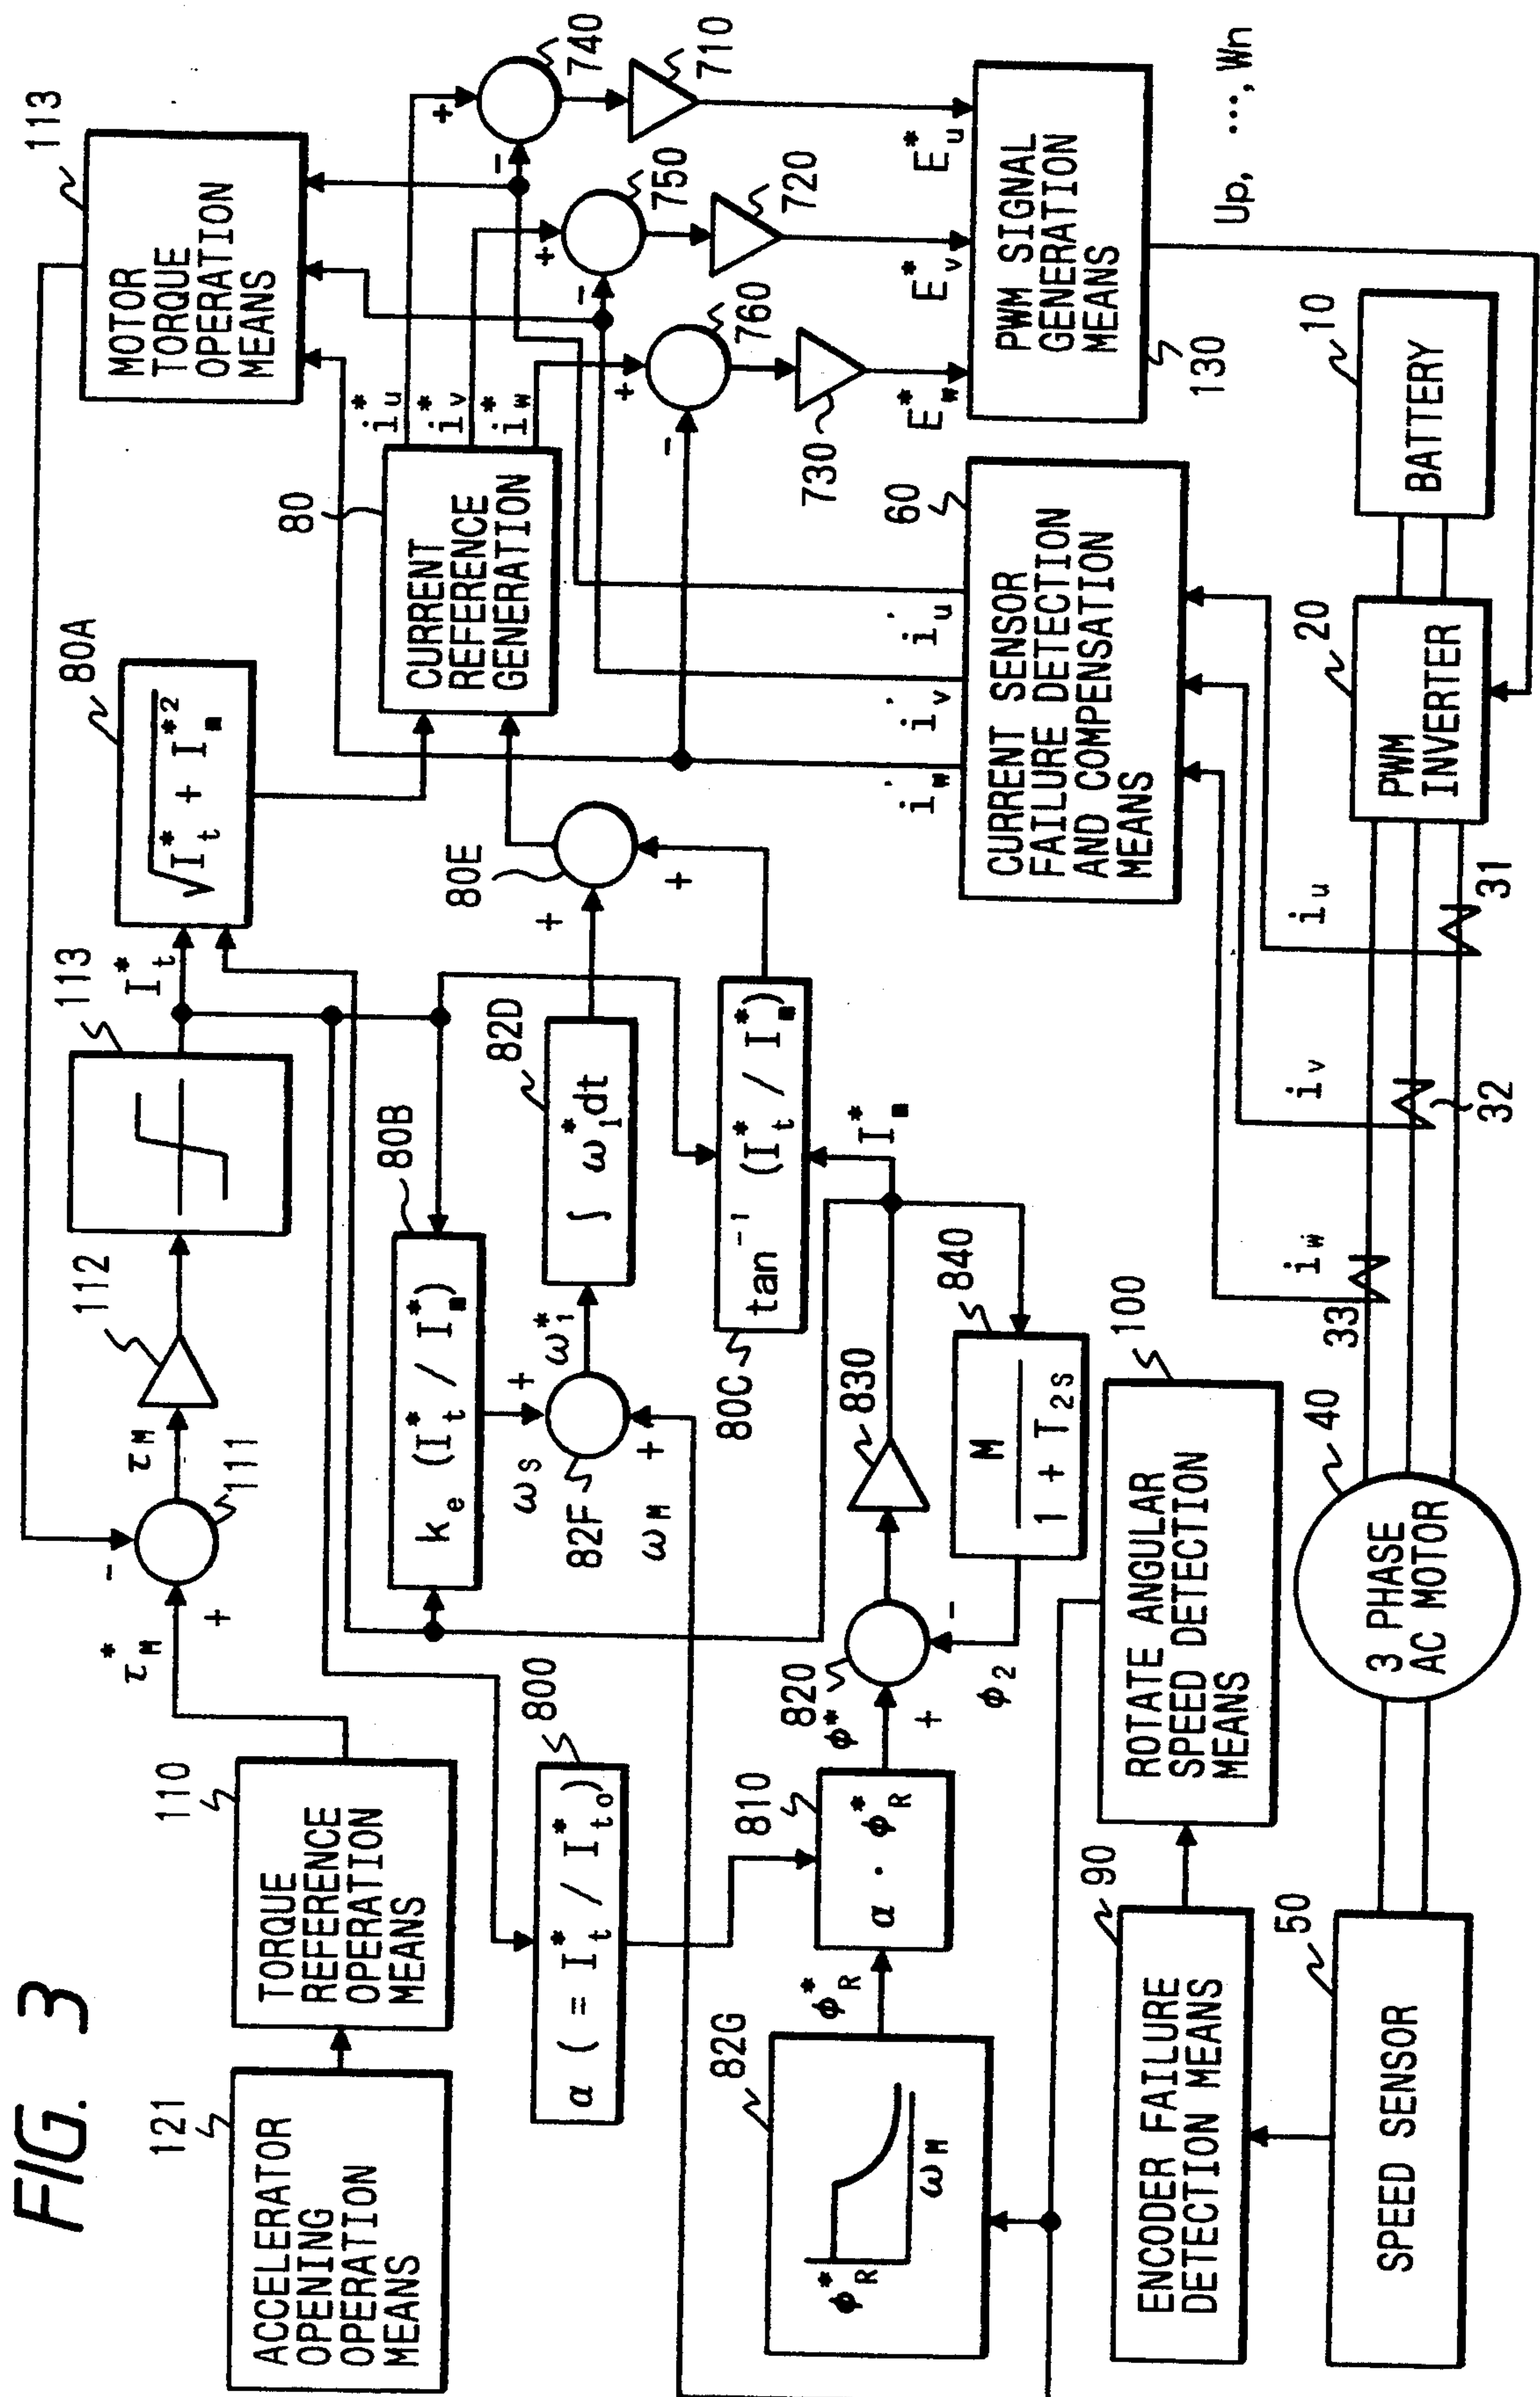 FIG. 3
121
ACCELERATOR
OPENING
OPERATION
MEANS
110
TORQUE
REFERENCE
OPERATION
MEANS
τ*M
+
-
111
τM
112
113
I*t
80A
√I*t + I*m²
113
MOTOR
TORQUE
OPERATION
MEANS
800
α ( = I*t / I*to)
80B
ke (I*t / I*m)
ωS
+
82F
ωM
+
ω*1
82D
∫ ω*1dt
+
80E
+
80
CURRENT
REFERENCE
GENERATION
i*u
i*v
i*w
+
-
740
710
+
-
750
720
+
-
760
730
80C
tan⁻¹ (I*t / I*m)
I*m
82G
φ*R
ωM
φ*R
810
α · φ*R
φ*
+
820
-
φ2
830
840
M
1 + T2S
i'w
i'v
i'u
60
CURRENT SENSOR
FAILURE DETECTION
AND COMPENSATION
MEANS
E*w
E*v
E*u
PWM SIGNAL
GENERATION
MEANS
130
Up, ···, Wn
90
ENCODER FAILURE
DETECTION MEANS
100
ROTATE ANGULAR
SPEED DETECTION
MEANS
iw
iv
iu
33
32
31
50
SPEED SENSOR
40
3 PHASE
AC MOTOR
20
PWM
INVERTER
10
BATTERY